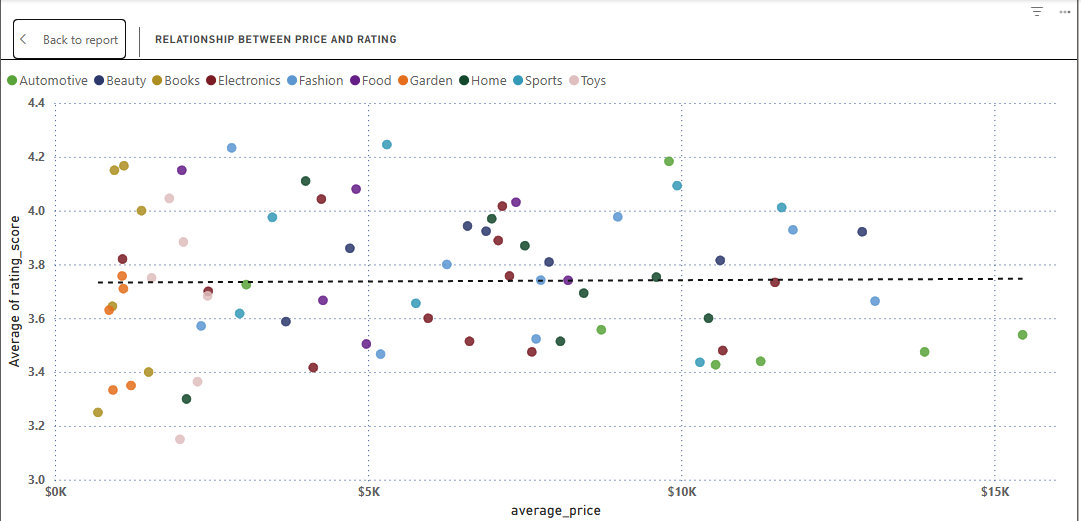 Back to report
RELATIONSHIP BETWEEN PRICE AND RATING
Automotive Beauty Books Electronics Fashion Food Garden Home Sports Toys
4.4
4.2
4.0
3.8
3.6
3.4
3.2
3.0
Average of rating_score
$0K $5K $10K $15K
average_price